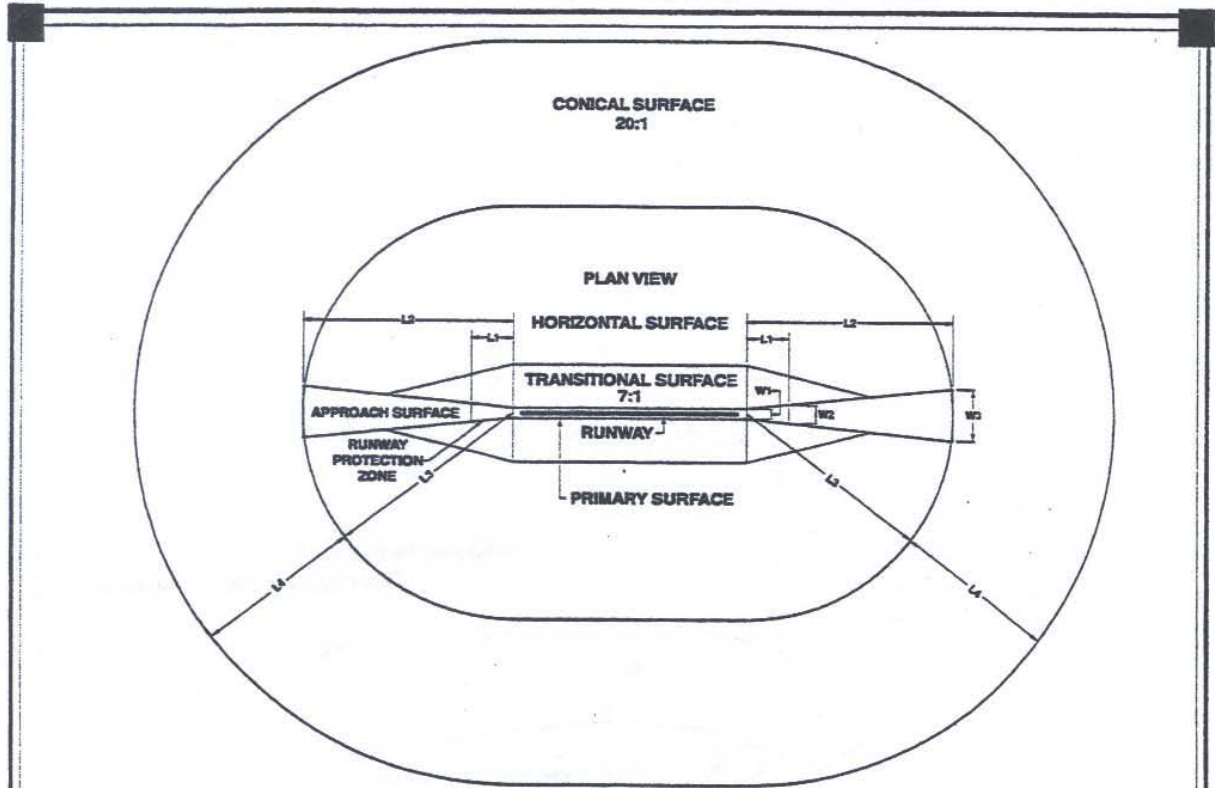 CONICAL SURFACE
20:1
PLAN VIEW
HORIZONTAL SURFACE
L2
L2
L1
L1
TRANSITIONAL SURFACE
7:1
W1
W2
W3
APPROACH SURFACE
RUNWAY
RUNWAY
PROTECTION
ZONE
PRIMARY SURFACE
L3
L3
L4
L4